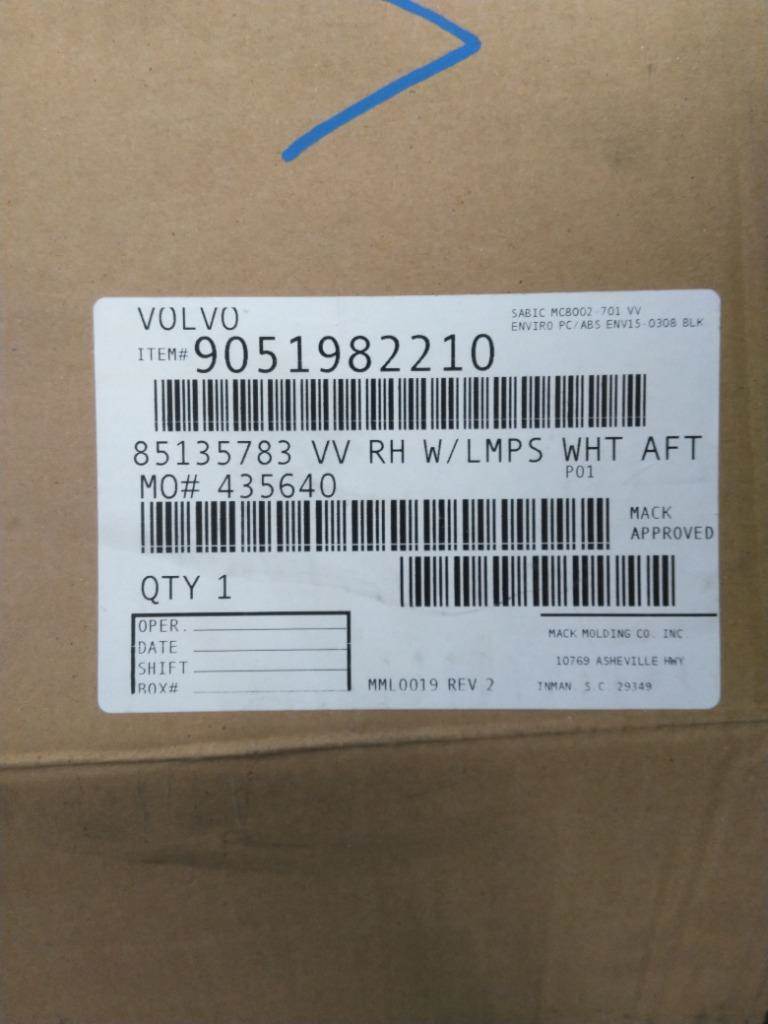 VOLVO
SABIC MC8002-701 VV
ENVIRO PC/ABS ENV15-0308 BLK
ITEM# 9051982210
85135783 VV RH W/LMPS WHT AFT
P01
MO# 435640
MACK
APPROVED
QTY 1
OPER.
DATE
SHIFT
BOX#
MML0019 REV 2
MACK MOLDING CO. INC.
10769 ASHEVILLE HWY
INMAN S.C. 29349